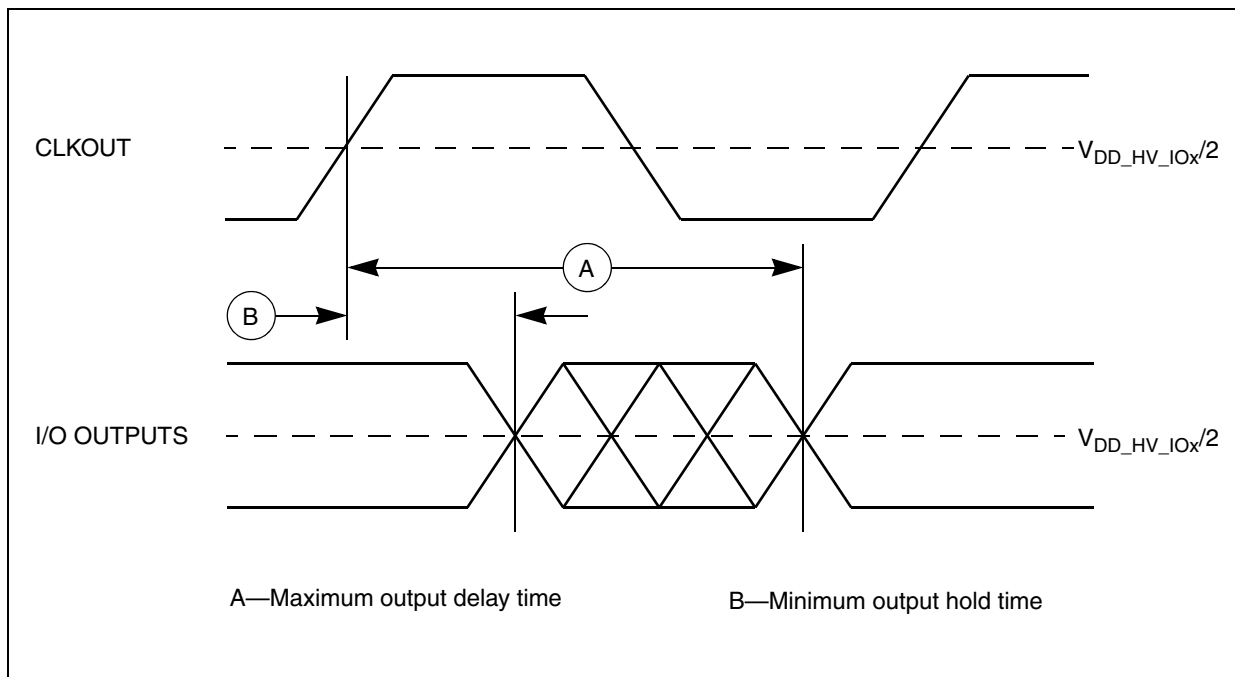 CLKOUT
V_DD_HV_IOx/2
A
B
I/O OUTPUTS
V_DD_HV_IOx/2
A—Maximum output delay time
B—Minimum output hold time